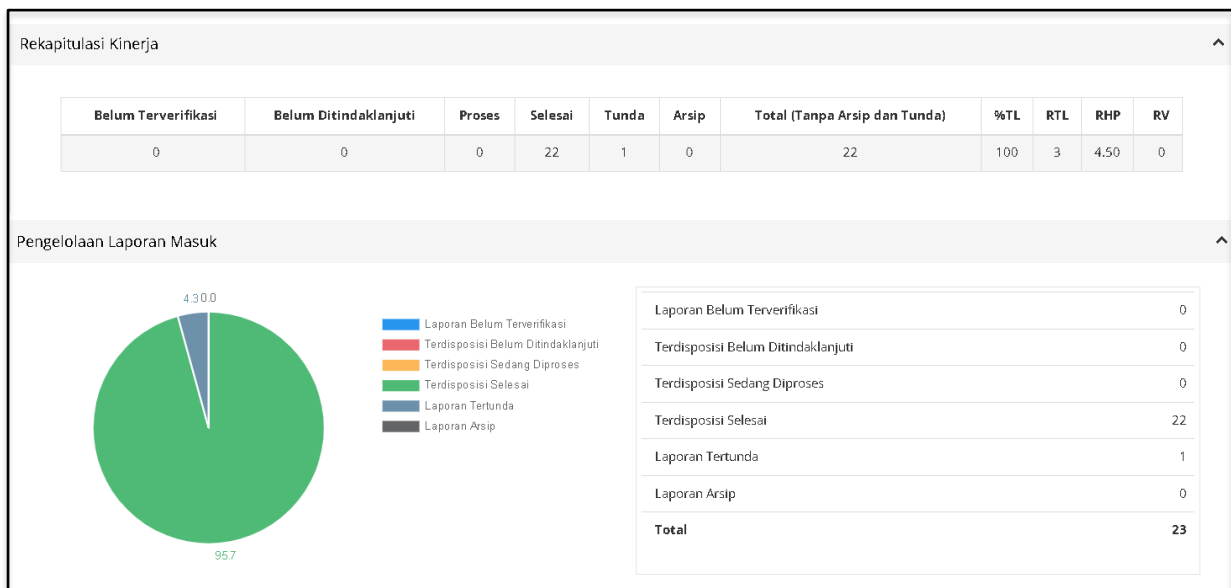 Rekapitulasi Kinerja
Belum Terverifikasi Belum Ditindaklanjuti Proses Selesai Tunda Arsip Total (Tanpa Arsip dan Tunda) %TL RTL RHP RV
0 0 0 22 1 0 22 100 3 4.50 0
Pengelolaan Laporan Masuk
4.3 0.0
95.7
Laporan Belum Terverifikasi
Terdisposisi Belum Ditindaklanjuti
Terdisposisi Sedang Diproses
Terdisposisi Selesai
Laporan Tertunda
Laporan Arsip
Laporan Belum Terverifikasi 0
Terdisposisi Belum Ditindaklanjuti 0
Terdisposisi Sedang Diproses 0
Terdisposisi Selesai 22
Laporan Tertunda 1
Laporan Arsip 0
Total 23